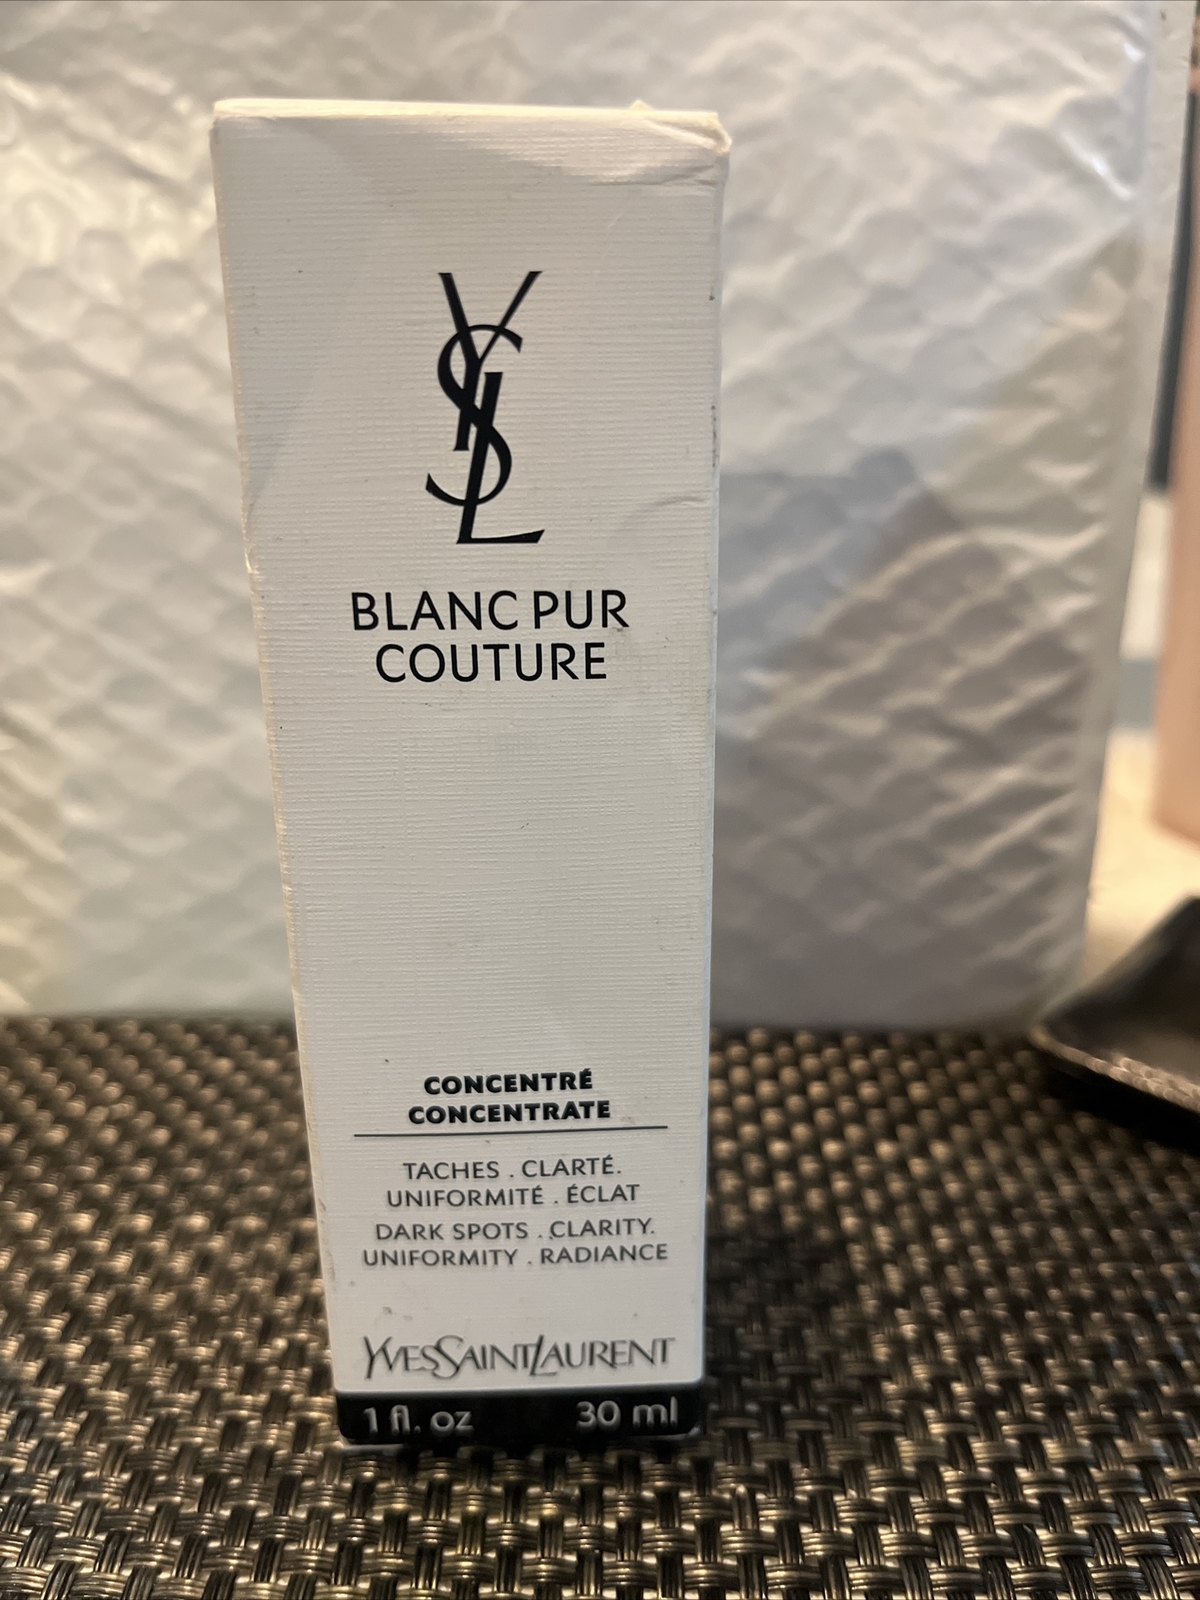 YSL
BLANC PUR
COUTURE
CONCENTRÉ
CONCENTRATE
TACHES . CLARTÉ.
UNIFORMITÉ . ÉCLAT
DARK SPOTS . CLARITY.
UNIFORMITY . RADIANCE
YVESSAINTLAURENT
1 fl. oz 30 ml